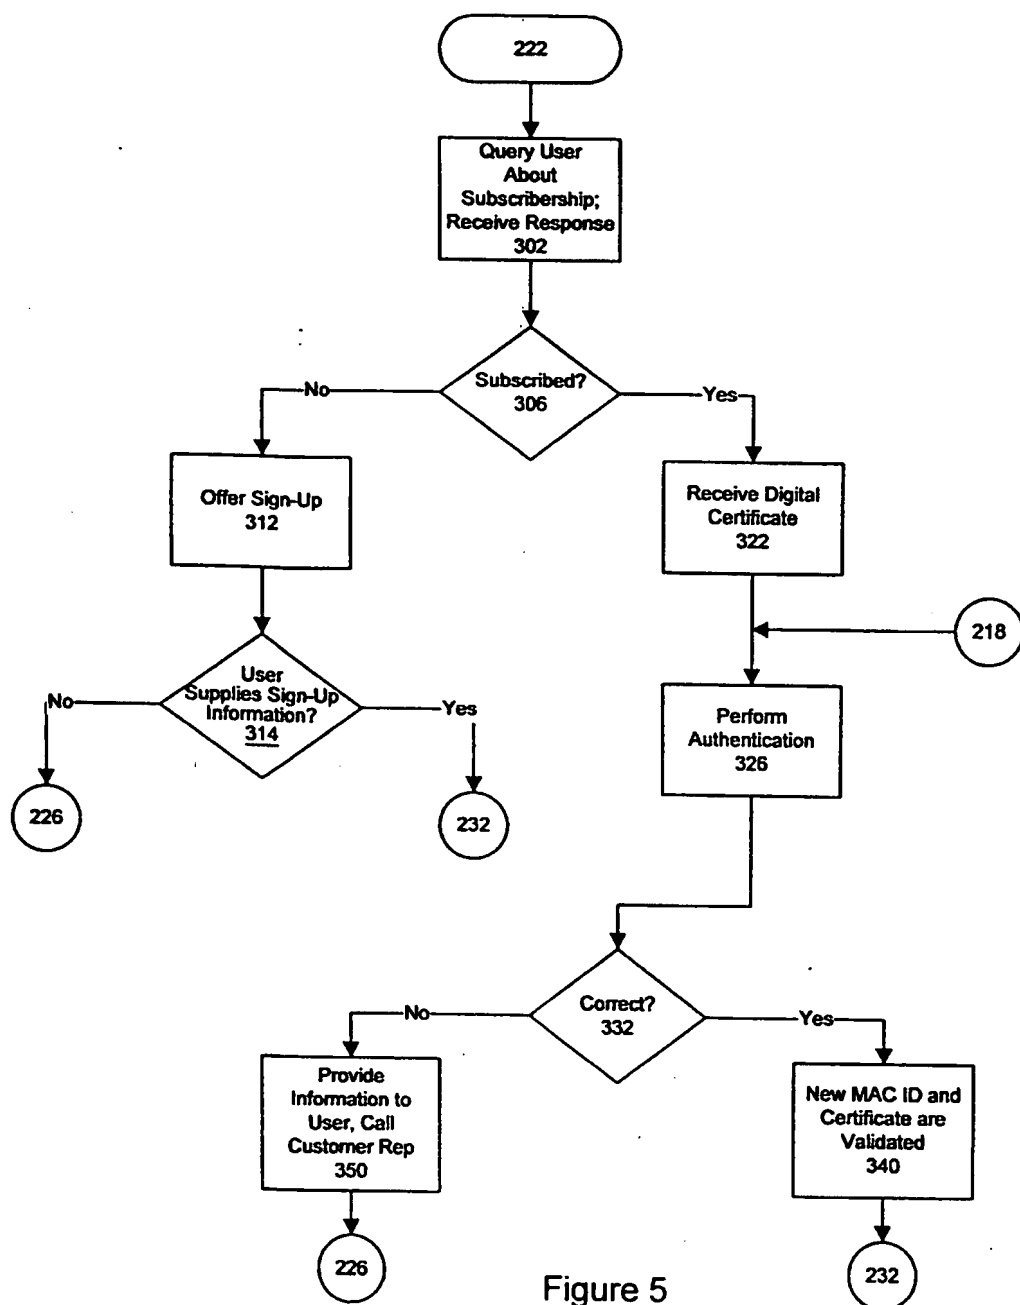 222
Query User
About
Subscribership;
Receive Response
302
Subscribed?
306
No
Yes
Offer Sign-Up
312
Receive Digital
Certificate
322
218
User
Supplies Sign-Up
Information?
314
No
Yes
Perform
Authentication
326
226
232
Correct?
332
No
Yes
Provide
Information to
User, Call
Customer Rep
350
New MAC ID and
Certificate are
Validated
340
226
232
Figure 5